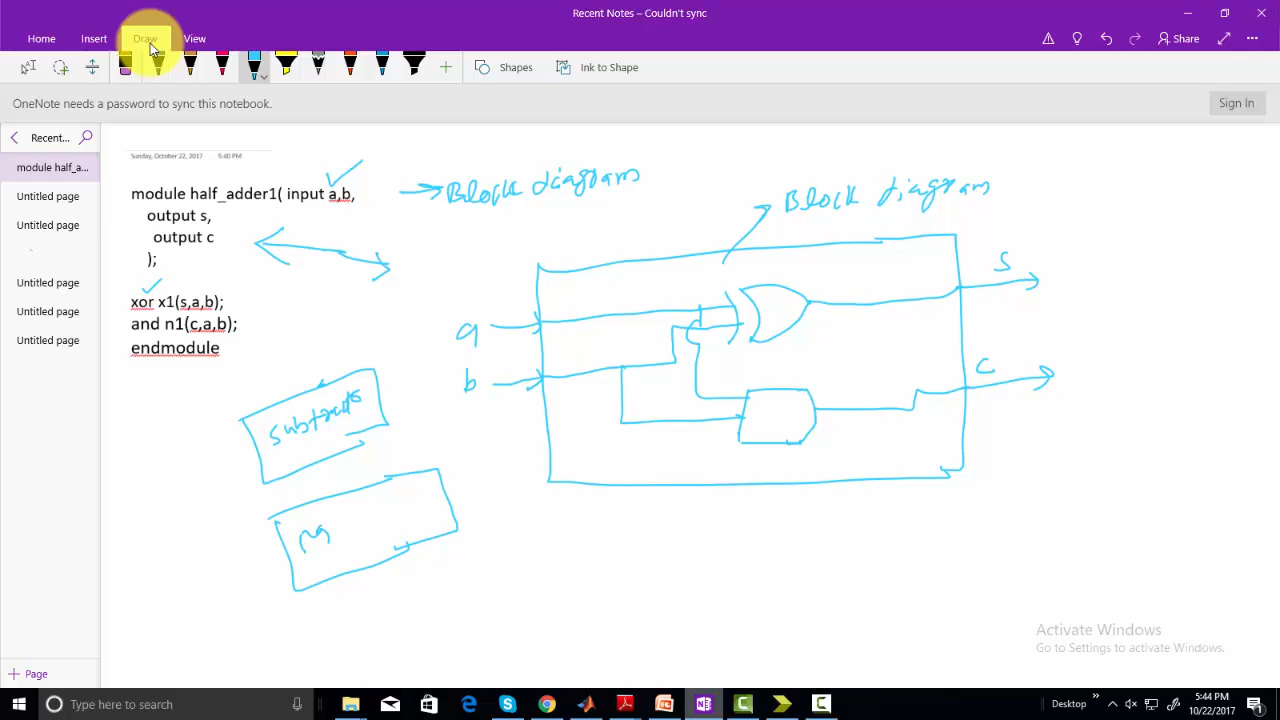 Recent Notes – Couldn't sync
Home Insert Draw View
Share
Shapes Ink to Shape
OneNote needs a password to sync this notebook. Sign In
Recent...
module half_a...
Untitled page
Untitled page
Untitled page
Untitled page
Untitled page
Page
Sunday, October 22, 2017 5:40 PM
module half_adder1( input a,b,
output s,
output c
);
xor x1(s,a,b);
and n1(c,a,b);
endmodule
Block diagram
Block diagram
a
b
s
c
Activate Windows
Go to Settings to activate Windows.
Type here to search
Desktop
5:44 PM
10/22/2017